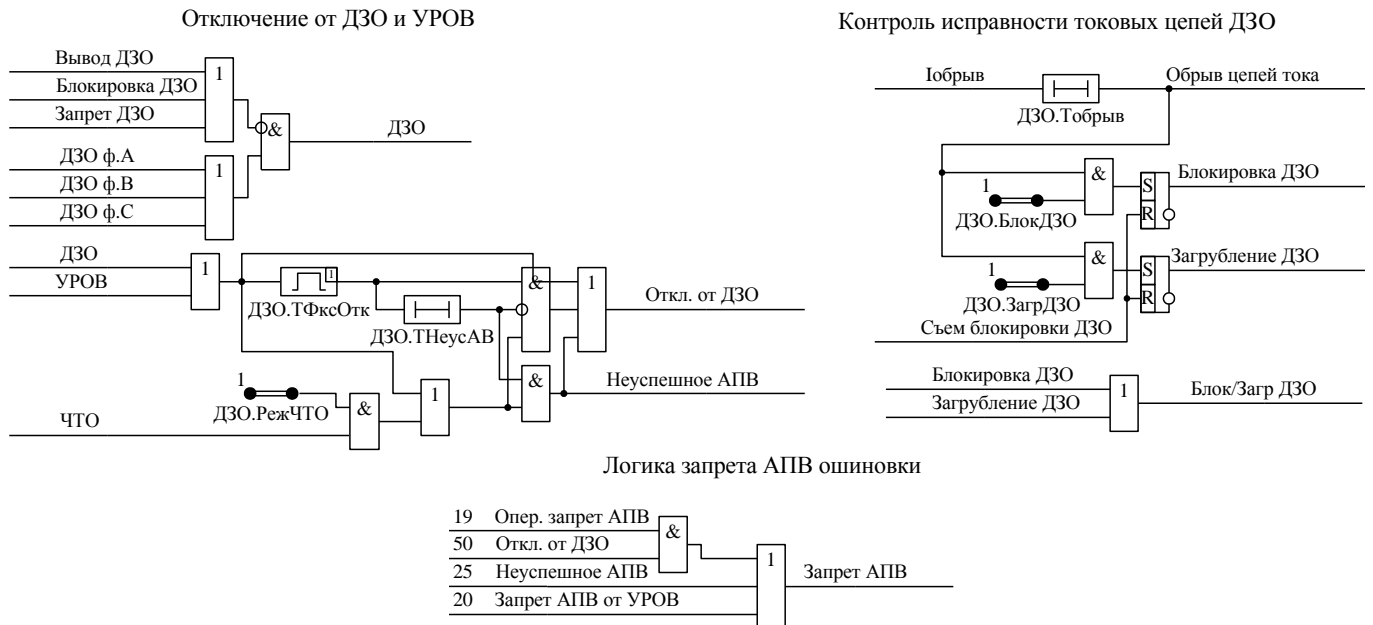 Отключение от ДЗО и УРОВ
Вывод ДЗО
1
Блокировка ДЗО
Запрет ДЗО
&
ДЗО
ДЗО ф.A
1
ДЗО ф.B
ДЗО ф.C
ДЗО
1
УРОВ
1
ДЗО.ТФксОтк
ДЗО.ТНеусАВ
&
1
Откл. от ДЗО
1
ДЗО.РежЧТО
&
1
&
Неуспешное АПВ
ЧТО
Контроль исправности токовых цепей ДЗО
Iобрыв
ДЗО.Тобрыв
Обрыв цепей тока
1
ДЗО.БлокДЗО
&
S
R
Блокировка ДЗО
1
ДЗО.ЗагрДЗО
&
S
R
Загрубление ДЗО
Съем блокировки ДЗО
Блокировка ДЗО
1
Блок/Загр ДЗО
Загрубление ДЗО
Логика запрета АПВ ошиновки
19 Опер. запрет АПВ
&
50 Откл. от ДЗО
1
25 Неуспешное АПВ
Запрет АПВ
20 Запрет АПВ от УРОВ